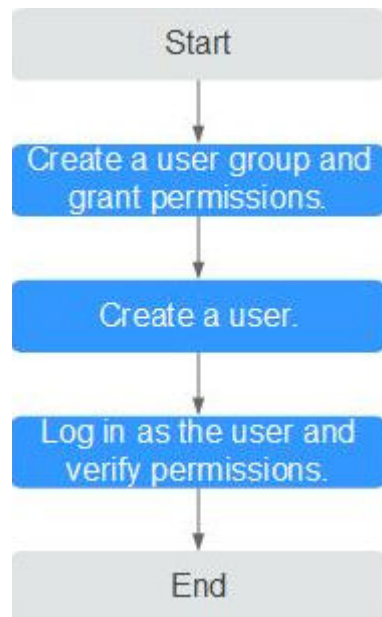 Start
Create a user group and
grant permissions.
Create a user.
Log in as the user and
verify permissions.
End